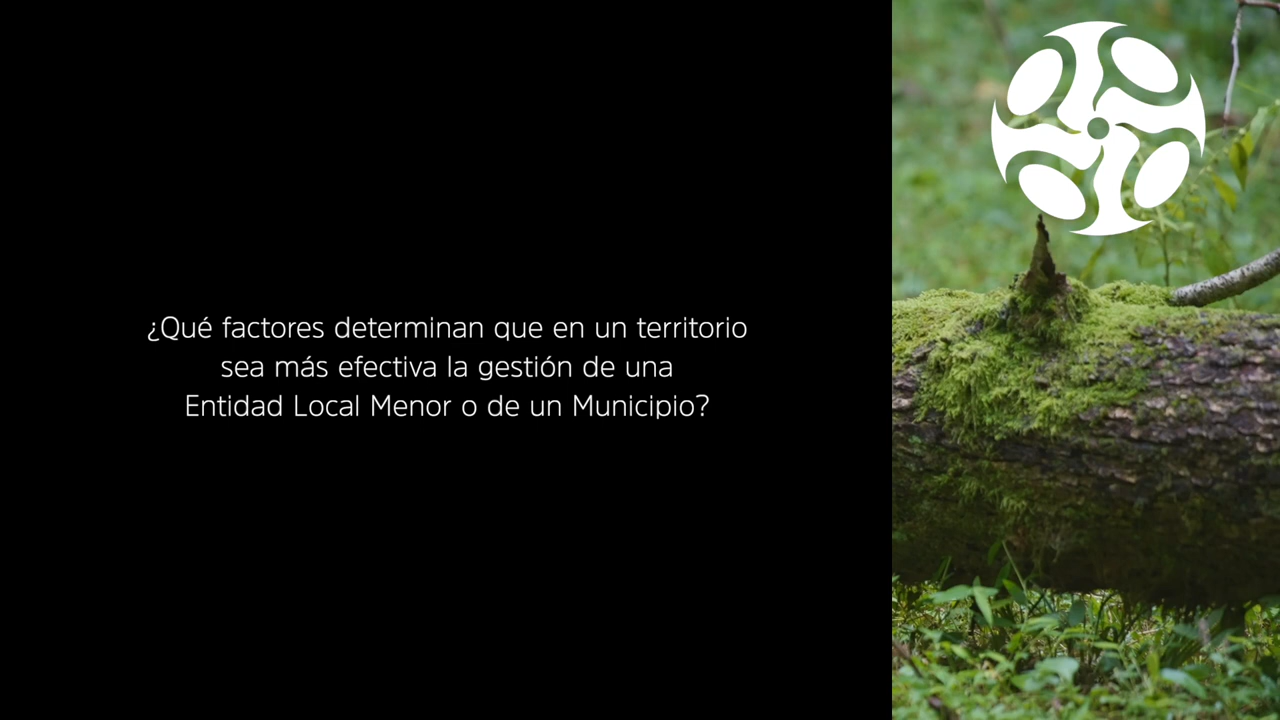 ¿Qué factores determinan que en un territorio
sea más efectiva la gestión de una
Entidad Local Menor o de un Municipio?